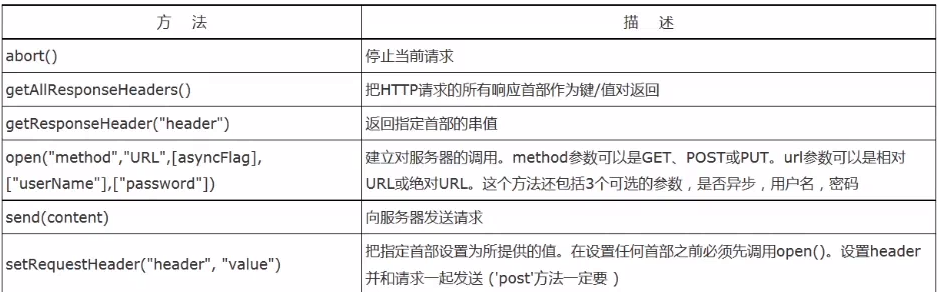 方 法 描 述
abort() 停止当前请求
getAllResponseHeaders() 把HTTP请求的所有响应首部作为键/值对返回
getResponseHeader("header") 返回指定首部的串值
open("method","URL",[asyncFlag],
["userName"],["password"])
建立对服务器的调用。method参数可以是GET、POST或PUT。url参数可以是相对
URL或绝对URL。这个方法还包括3个可选的参数，是否异步，用户名，密码
send(content) 向服务器发送请求
setRequestHeader("header", "value")
把指定首部设置为所提供的值。在设置任何首部之前必须先调用open()。设置header
并和请求一起发送 ('post'方法一定要 )